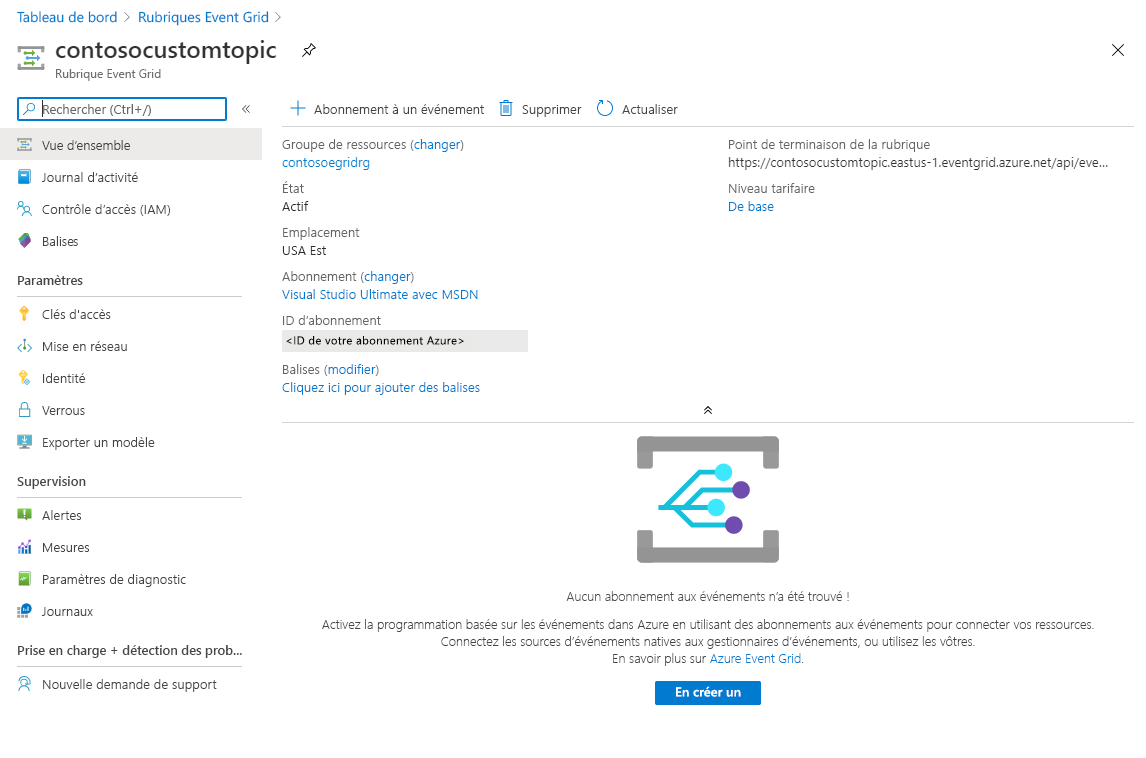 Tableau de bord > Rubriques Event Grid >
contosocustomtopic
Rubrique Event Grid
Rechercher (Ctrl+/)
«
Vue d’ensemble
Journal d’activité
Contrôle d’accès (IAM)
Balises
Paramètres
Clés d'accès
Mise en réseau
Identité
Verrous
Exporter un modèle
Supervision
Alertes
Mesures
Paramètres de diagnostic
Journaux
Prise en charge + détection des prob...
Nouvelle demande de support
Abonnement à un événement
Supprimer
Actualiser
Groupe de ressources (changer)
contosoegridrg
État
Actif
Emplacement
USA Est
Abonnement (changer)
Visual Studio Ultimate avec MSDN
ID d’abonnement
<ID de votre abonnement Azure>
Balises (modifier)
Cliquez ici pour ajouter des balises
Point de terminaison de la rubrique
https://contosocustomtopic.eastus-1.eventgrid.azure.net/api/eve...
Niveau tarifaire
De base
Aucun abonnement aux événements n’a été trouvé !
Activez la programmation basée sur les événements dans Azure en utilisant des abonnements aux événements pour connecter vos ressources.
Connectez les sources d’événements natives aux gestionnaires d’événements, ou utilisez les vôtres.
En savoir plus sur Azure Event Grid.
En créer un